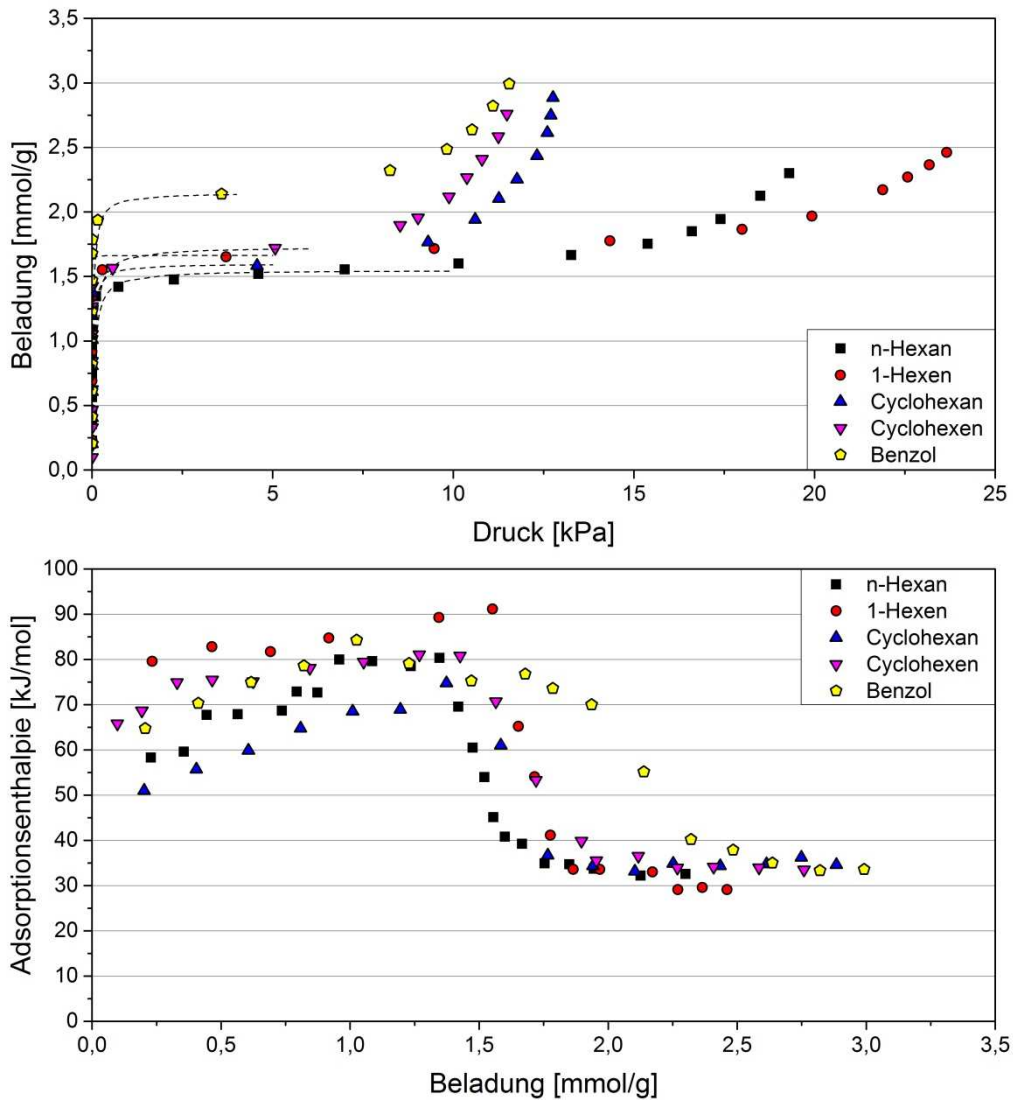 3,5
3,0
2,5
2,0
1,5
1,0
0,5
0,0
Beladung [mmol/g]
n-Hexan
1-Hexen
Cyclohexan
Cyclohexen
Benzol
0 5 10 15 20 25
Druck [kPa]
100
90
80
70
60
50
40
30
20
10
0
Adsorptionsenthalpie [kJ/mol]
n-Hexan
1-Hexen
Cyclohexan
Cyclohexen
Benzol
0,0 0,5 1,0 1,5 2,0 2,5 3,0 3,5
Beladung [mmol/g]